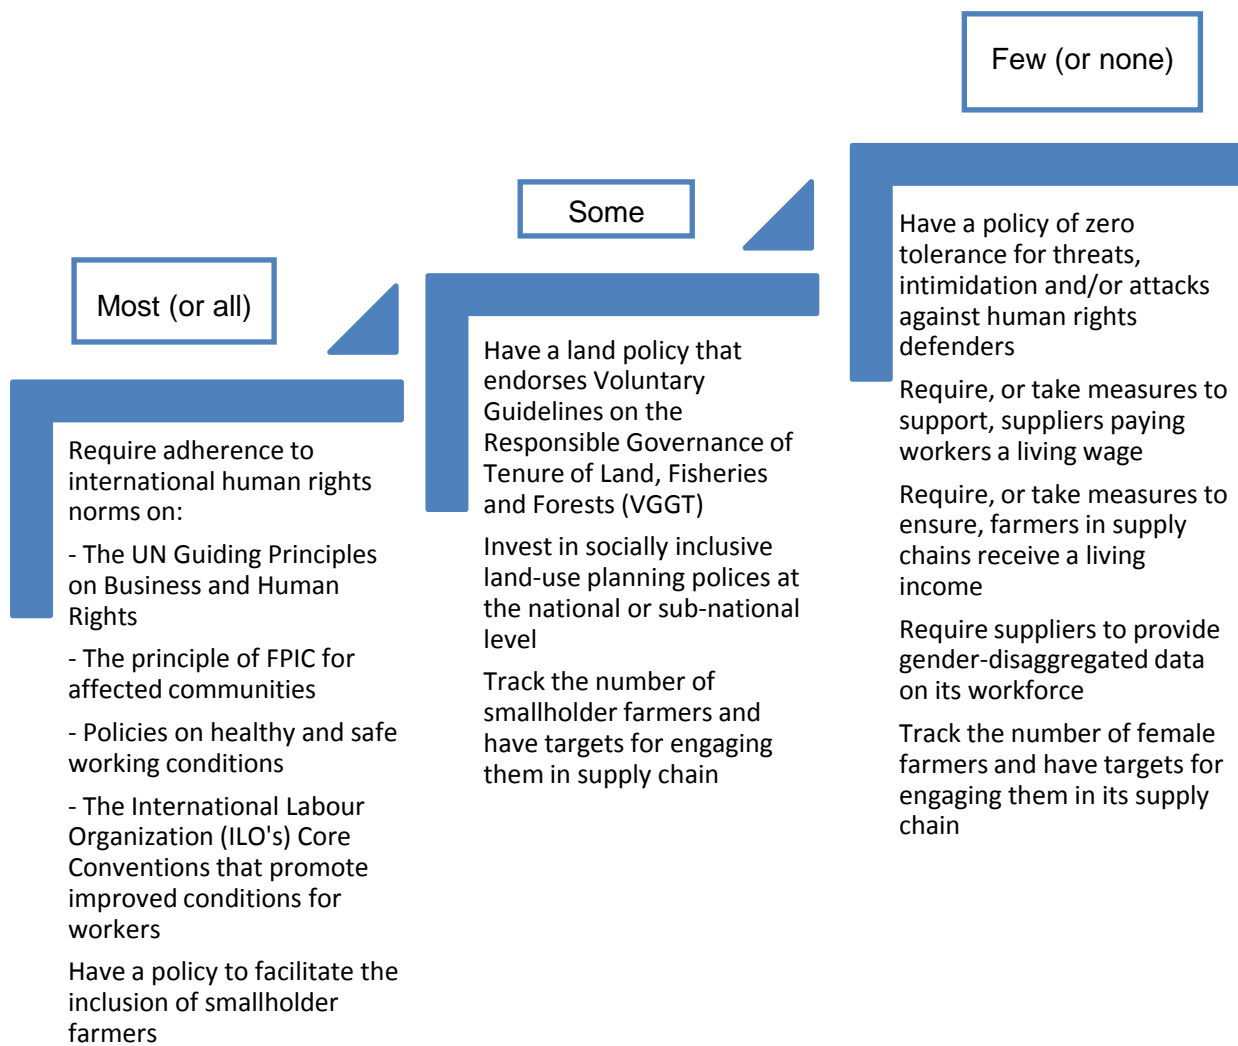 Most (or all)
Require adherence to
international human rights
norms on:
- The UN Guiding Principles
on Business and Human
Rights
- The principle of FPIC for
affected communities
- Policies on healthy and safe
working conditions
- The International Labour
Organization (ILO's) Core
Conventions that promote
improved conditions for
workers
Have a policy to facilitate the
inclusion of smallholder
farmers
Some
Have a land policy that
endorses Voluntary
Guidelines on the
Responsible Governance of
Tenure of Land, Fisheries
and Forests (VGGT)
Invest in socially inclusive
land-use planning polices at
the national or sub-national
level
Track the number of
smallholder farmers and
have targets for engaging
them in supply chain
Few (or none)
Have a policy of zero
tolerance for threats,
intimidation and/or attacks
against human rights
defenders
Require, or take measures to
support, suppliers paying
workers a living wage
Require, or take measures to
ensure, farmers in supply
chains receive a living
income
Require suppliers to provide
gender-disaggregated data
on its workforce
Track the number of female
farmers and have targets for
engaging them in its supply
chain